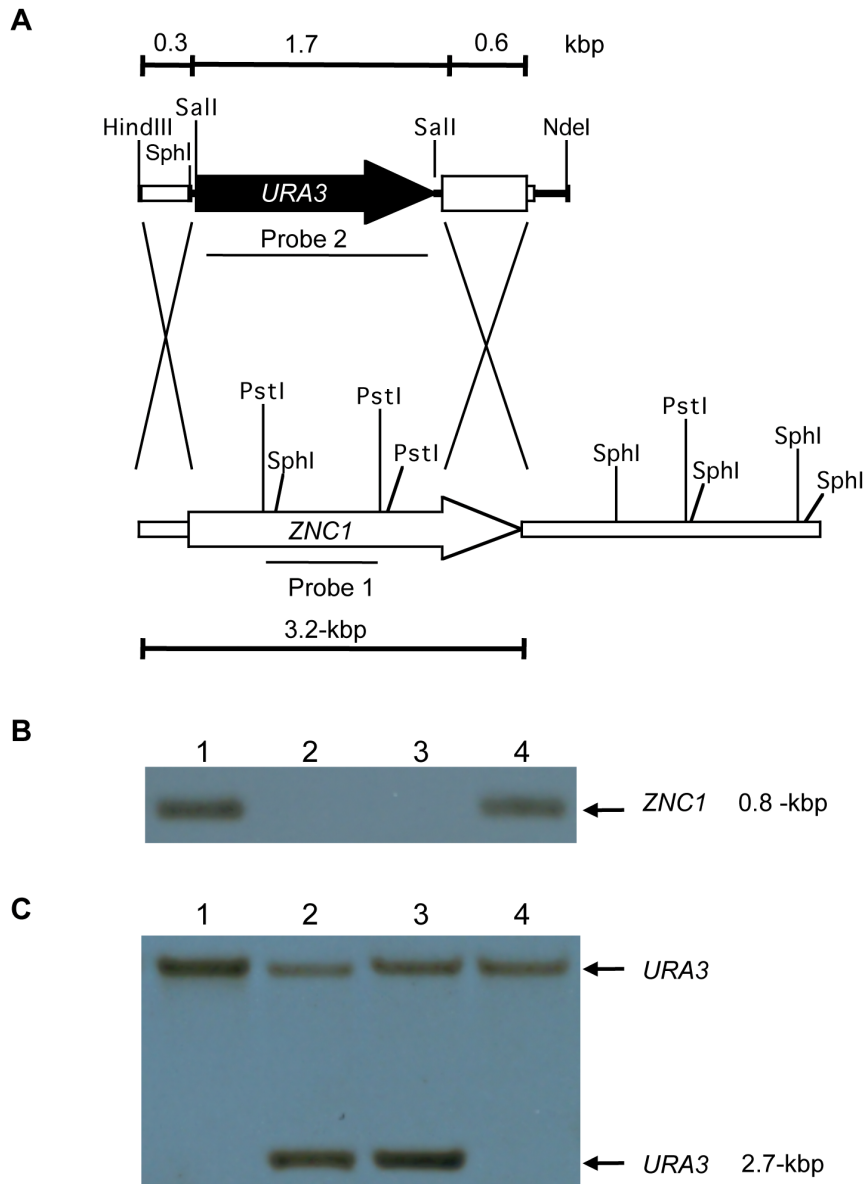 A
0.3 1.7 0.6 kbp
SalI SalI
HindIII NdeI
SphI
URA3
Probe 2
PstI PstI PstI
SphI PstI SphI SphI SphI SphI
ZNC1
Probe 1
3.2-kbp
B
1 2 3 4
ZNC1 0.8 -kbp
C
1 2 3 4
URA3
URA3 2.7-kbp